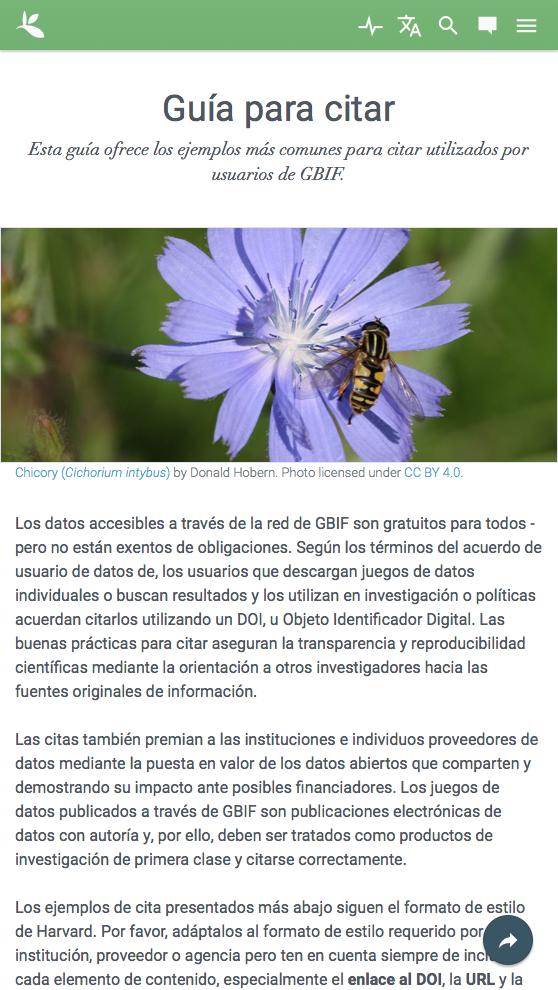 Guía para citar
Esta guía ofrece los ejemplos más comunes para citar utilizados por
usuarios de GBIF.
Chicory (Cichorium intybus) by Donald Hobern. Photo licensed under CC BY 4.0.
Los datos accesibles a través de la red de GBIF son gratuitos para todos -
pero no están exentos de obligaciones. Según los términos del acuerdo de
usuario de datos de, los usuarios que descargan juegos de datos
individuales o buscan resultados y los utilizan en investigación o políticas
acuerdan citarlos utilizando un DOI, u Objeto Identificador Digital. Las
buenas prácticas para citar aseguran la transparencia y reproducibilidad
científicas mediante la orientación a otros investigadores hacia las
fuentes originales de información.
Las citas también premian a las instituciones e individuos proveedores de
datos mediante la puesta en valor de los datos abiertos que comparten y
demostrando su impacto ante posibles financiadores. Los juegos de
datos publicados a través de GBIF son publicaciones electrónicas de
datos con autoría y, por ello, deben ser tratados como productos de
investigación de primera clase y citarse correctamente.
Los ejemplos de cita presentados más abajo siguen el formato de estilo
de Harvard. Por favor, adáptalos al formato de estilo requerido por
institución, proveedor o agencia pero ten en cuenta siempre de
cada elemento de contenido, especialmente el enlace al DOI, la URL y la